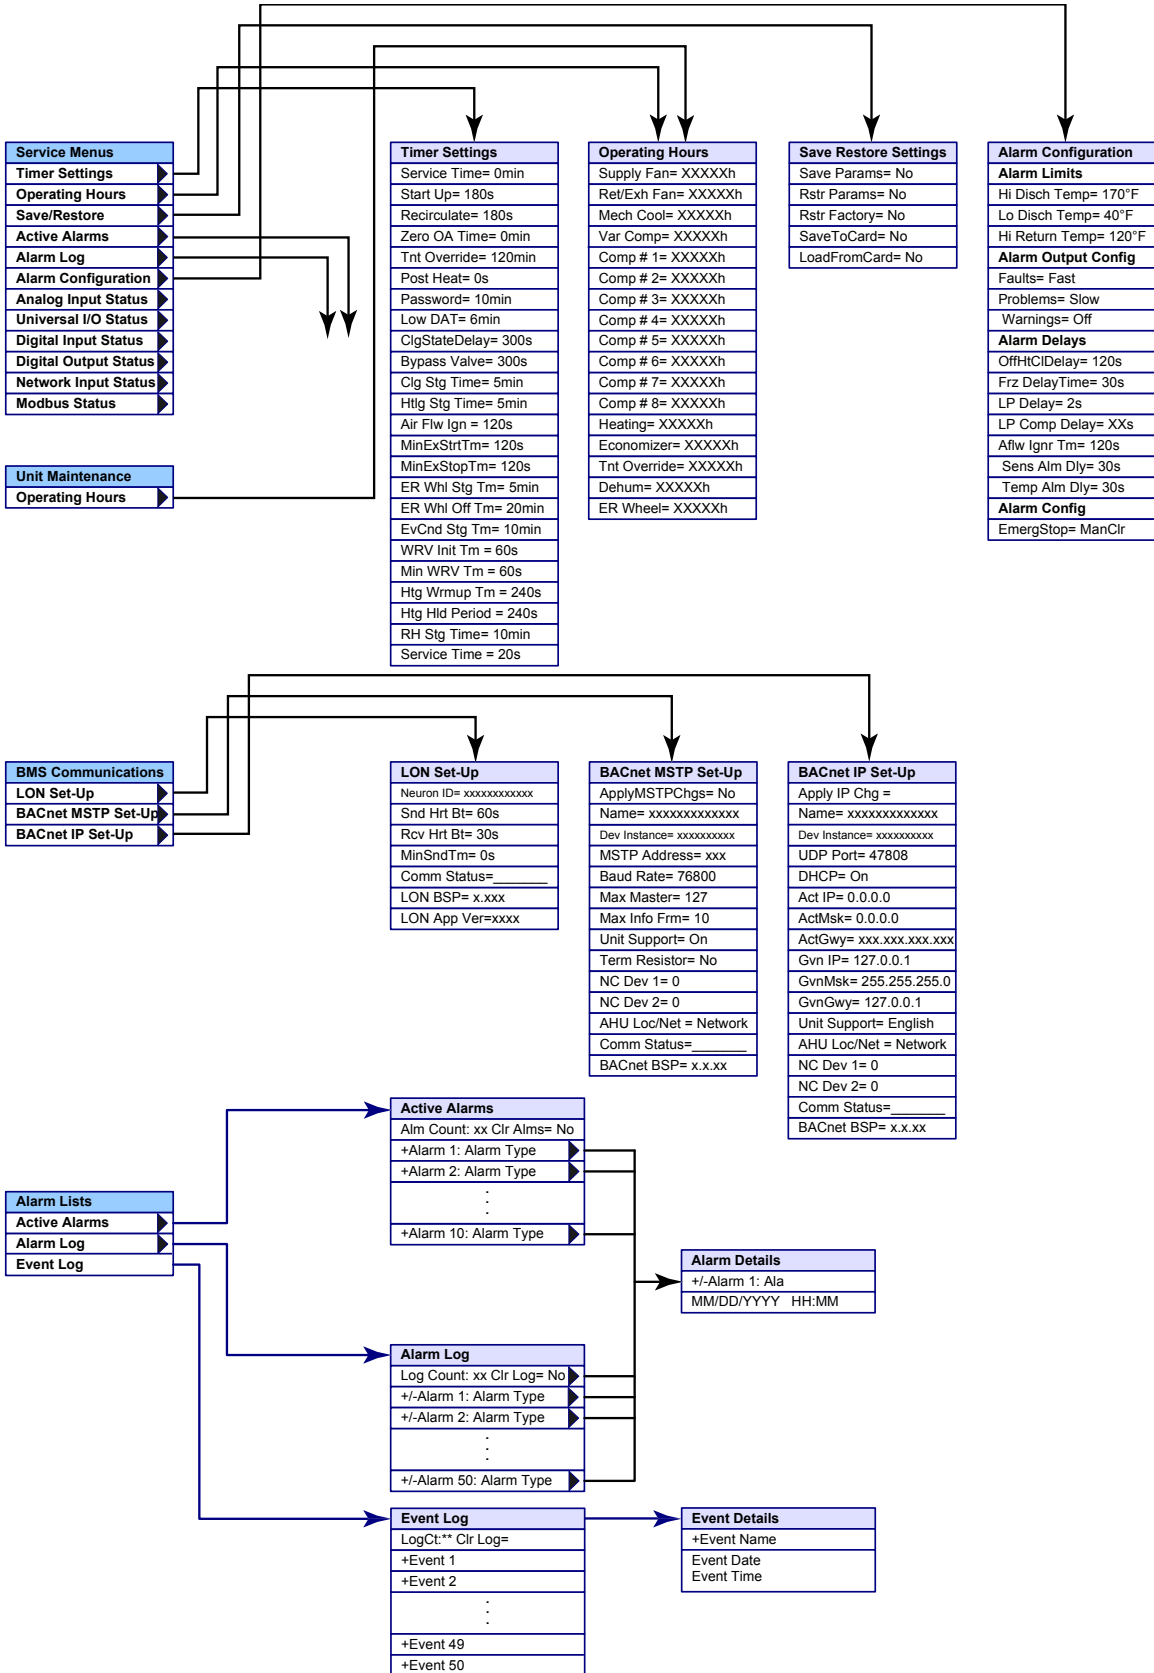 Service Menus
Timer Settings
Operating Hours
Save/Restore
Active Alarms
Alarm Log
Alarm Configuration
Analog Input Status
Universal I/O Status
Digital Input Status
Digital Output Status
Network Input Status
Modbus Status
Unit Maintenance
Operating Hours
Timer Settings
Service Time= 0min
Start Up= 180s
Recirculate= 180s
Zero OA Time= 0min
Tnt Override= 120min
Post Heat= 0s
Password= 10min
Low DAT= 6min
ClgStateDelay= 300s
Bypass Valve= 300s
Clg Stg Time= 5min
Htlg Stg Time= 5min
Air Flw Ign = 120s
MinExStrtTm= 120s
MinExStopTm= 120s
ER Whl Stg Tm= 5min
ER Whl Off Tm= 20min
EvCnd Stg Tm= 10min
WRV Init Tm = 60s
Min WRV Tm = 60s
Htg Wrmup Tm = 240s
Htg Hld Period = 240s
RH Stg Time= 10min
Service Time = 20s
Operating Hours
Supply Fan= XXXXXh
Ret/Exh Fan= XXXXXh
Mech Cool= XXXXXh
Var Comp= XXXXXh
Comp # 1= XXXXXh
Comp # 2= XXXXXh
Comp # 3= XXXXXh
Comp # 4= XXXXXh
Comp # 5= XXXXXh
Comp # 6= XXXXXh
Comp # 7= XXXXXh
Comp # 8= XXXXXh
Heating= XXXXXh
Economizer= XXXXXh
Tnt Override= XXXXXh
Dehum= XXXXXh
ER Wheel= XXXXXh
Save Restore Settings
Save Params= No
Rstr Params= No
Rstr Factory= No
SaveToCard= No
LoadFromCard= No
Alarm Configuration
Alarm Limits
Hi Disch Temp= 170°F
Lo Disch Temp= 40°F
Hi Return Temp= 120°F
Alarm Output Config
Faults= Fast
Problems= Slow
Warnings= Off
Alarm Delays
OffHtClDelay= 120s
Frz DelayTime= 30s
LP Delay= 2s
LP Comp Delay= XXs
Aflw Ignr Tm= 120s
Sens Alm Dly= 30s
Temp Alm Dly= 30s
Alarm Config
EmergStop= ManClr
BMS Communications
LON Set-Up
BACnet MSTP Set-Up
BACnet IP Set-Up
LON Set-Up
Neuron ID= xxxxxxxxxxxx
Snd Hrt Bt= 60s
Rcv Hrt Bt= 30s
MinSndTm= 0s
Comm Status=_______
LON BSP= x.xxx
LON App Ver=xxxx
BACnet MSTP Set-Up
ApplyMSTPChgs= No
Name= xxxxxxxxxxxxx
Dev Instance= xxxxxxxxxx
MSTP Address= xxx
Baud Rate= 76800
Max Master= 127
Max Info Frm= 10
Unit Support= On
Term Resistor= No
NC Dev 1= 0
NC Dev 2= 0
AHU Loc/Net = Network
Comm Status=_______
BACnet BSP= x.x.xx
BACnet IP Set-Up
Apply IP Chg =
Name= xxxxxxxxxxxxx
Dev Instance= xxxxxxxxxx
UDP Port= 47808
DHCP= On
Act IP= 0.0.0.0
ActMsk= 0.0.0.0
ActGwy= xxx.xxx.xxx.xxx
Gvn IP= 127.0.0.1
GvnMsk= 255.255.255.0
GvnGwy= 127.0.0.1
Unit Support= English
AHU Loc/Net = Network
NC Dev 1= 0
NC Dev 2= 0
Comm Status=_______
BACnet BSP= x.x.xx
Alarm Lists
Active Alarms
Alarm Log
Event Log
Active Alarms
Alm Count: xx Clr Alms= No
+Alarm 1: Alarm Type
+Alarm 2: Alarm Type
.
.
.
+Alarm 10: Alarm Type
Alarm Log
Log Count: xx Clr Log= No
+/-Alarm 1: Alarm Type
+/-Alarm 2: Alarm Type
.
.
.
+/-Alarm 50: Alarm Type
Alarm Details
+/-Alarm 1: Ala
MM/DD/YYYY HH:MM
Event Log
LogCt:** Clr Log=
+Event 1
+Event 2
.
.
.
+Event 49
+Event 50
Event Details
+Event Name
Event Date
Event Time